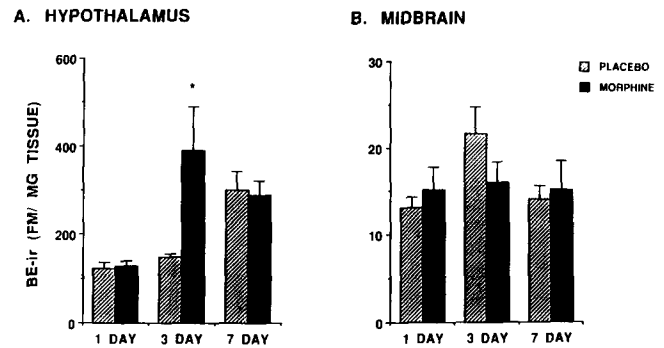 A. HYPOTHALAMUS
B. MIDBRAIN
BE-ir (FM/ MG TISSUE)
600
400
200
0
*
1 DAY 3 DAY 7 DAY
30
20
10
0
1 DAY 3 DAY 7 DAY
PLACEBO
MORPHINE